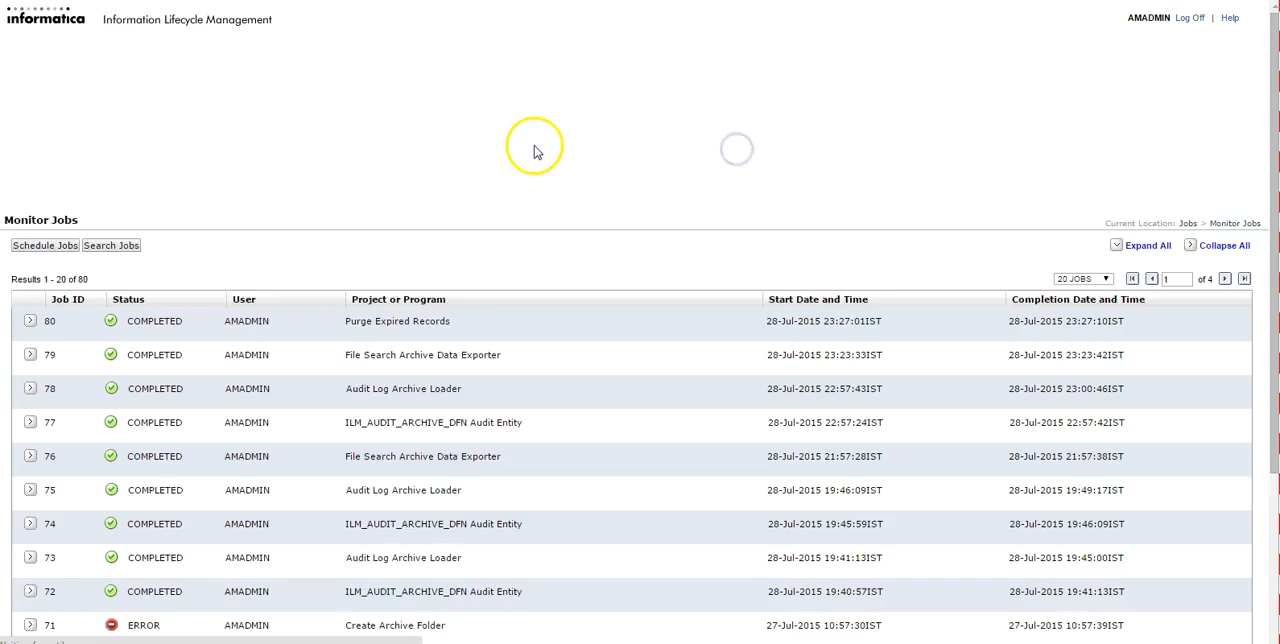 informatica Information Lifecycle Management
AMADMIN Log Off | Help
Monitor Jobs
Current Location: Jobs > Monitor Jobs
Schedule Jobs Search Jobs
Expand All Collapse All
Results 1 - 20 of 80
20 JOBS 1 of 4
Job ID Status User Project or Program Start Date and Time Completion Date and Time
80 COMPLETED AMADMIN Purge Expired Records 28-Jul-2015 23:27:01IST 28-Jul-2015 23:27:10IST
79 COMPLETED AMADMIN File Search Archive Data Exporter 28-Jul-2015 23:23:33IST 28-Jul-2015 23:23:42IST
78 COMPLETED AMADMIN Audit Log Archive Loader 28-Jul-2015 22:57:43IST 28-Jul-2015 23:00:46IST
77 COMPLETED AMADMIN ILM_AUDIT_ARCHIVE_DFN Audit Entity 28-Jul-2015 22:57:24IST 28-Jul-2015 22:57:42IST
76 COMPLETED AMADMIN File Search Archive Data Exporter 28-Jul-2015 21:57:28IST 28-Jul-2015 21:57:38IST
75 COMPLETED AMADMIN Audit Log Archive Loader 28-Jul-2015 19:46:09IST 28-Jul-2015 19:49:17IST
74 COMPLETED AMADMIN ILM_AUDIT_ARCHIVE_DFN Audit Entity 28-Jul-2015 19:45:59IST 28-Jul-2015 19:46:09IST
73 COMPLETED AMADMIN Audit Log Archive Loader 28-Jul-2015 19:41:13IST 28-Jul-2015 19:45:00IST
72 COMPLETED AMADMIN ILM_AUDIT_ARCHIVE_DFN Audit Entity 28-Jul-2015 19:40:57IST 28-Jul-2015 19:41:13IST
71 ERROR AMADMIN Create Archive Folder 27-Jul-2015 10:57:30IST 27-Jul-2015 10:57:39IST